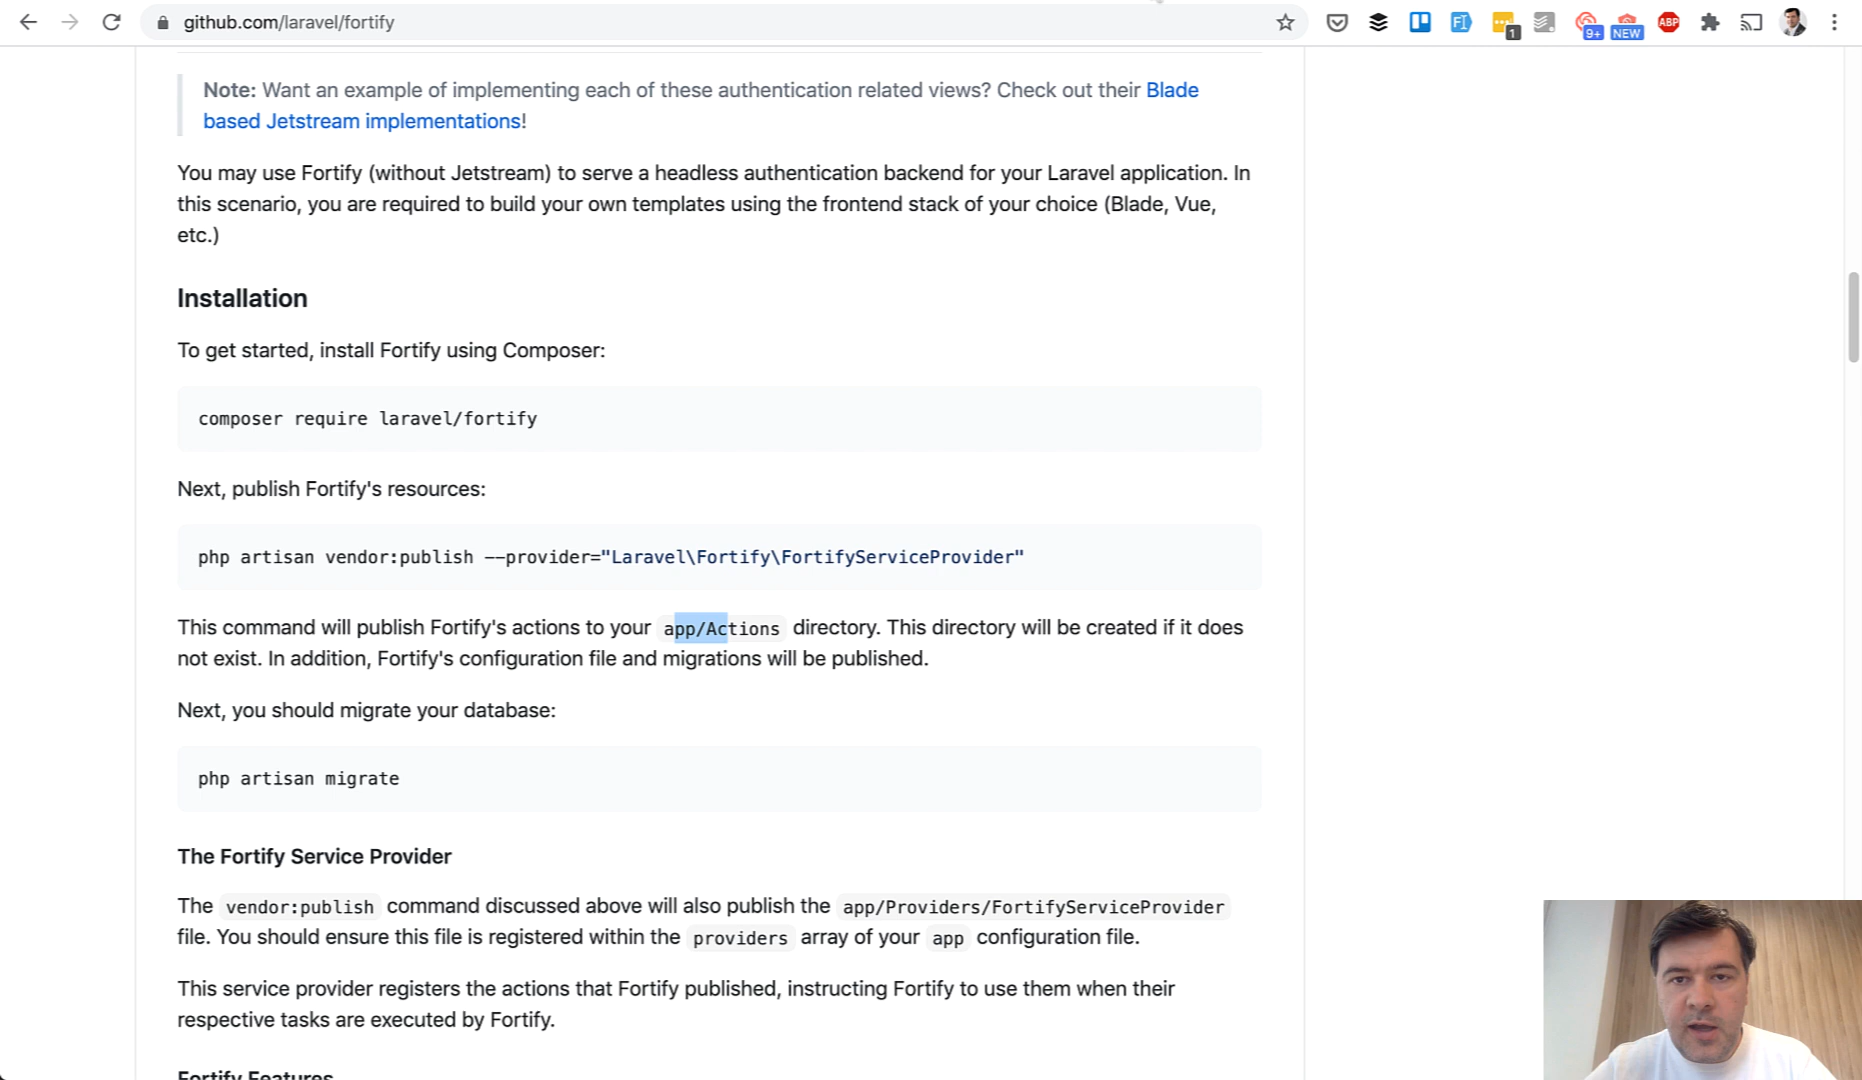 github.com/laravel/fortify
1
9+
NEW
ABP
Note: Want an example of implementing each of these authentication related views? Check out their Blade
based Jetstream implementations!
You may use Fortify (without Jetstream) to serve a headless authentication backend for your Laravel application. In
this scenario, you are required to build your own templates using the frontend stack of your choice (Blade, Vue,
etc.)
Installation
To get started, install Fortify using Composer:
composer require laravel/fortify
Next, publish Fortify's resources:
php artisan vendor:publish --provider="Laravel\Fortify\FortifyServiceProvider"
This command will publish Fortify's actions to your app/Actions directory. This directory will be created if it does
not exist. In addition, Fortify's configuration file and migrations will be published.
Next, you should migrate your database:
php artisan migrate
The Fortify Service Provider
The vendor:publish command discussed above will also publish the app/Providers/FortifyServiceProvider
file. You should ensure this file is registered within the providers array of your app configuration file.
This service provider registers the actions that Fortify published, instructing Fortify to use them when their
respective tasks are executed by Fortify.
Fortify Features